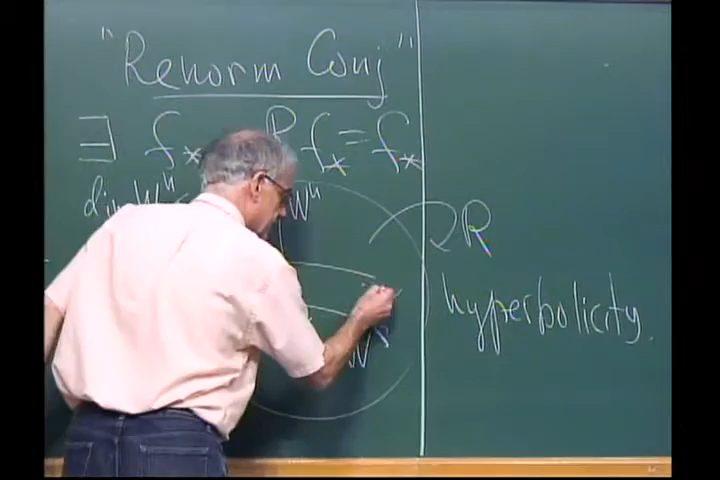 "Renorm Conj"
∃ f* R f* = f*
dim W^u
W^u
R
W^s
hyperbolicity.